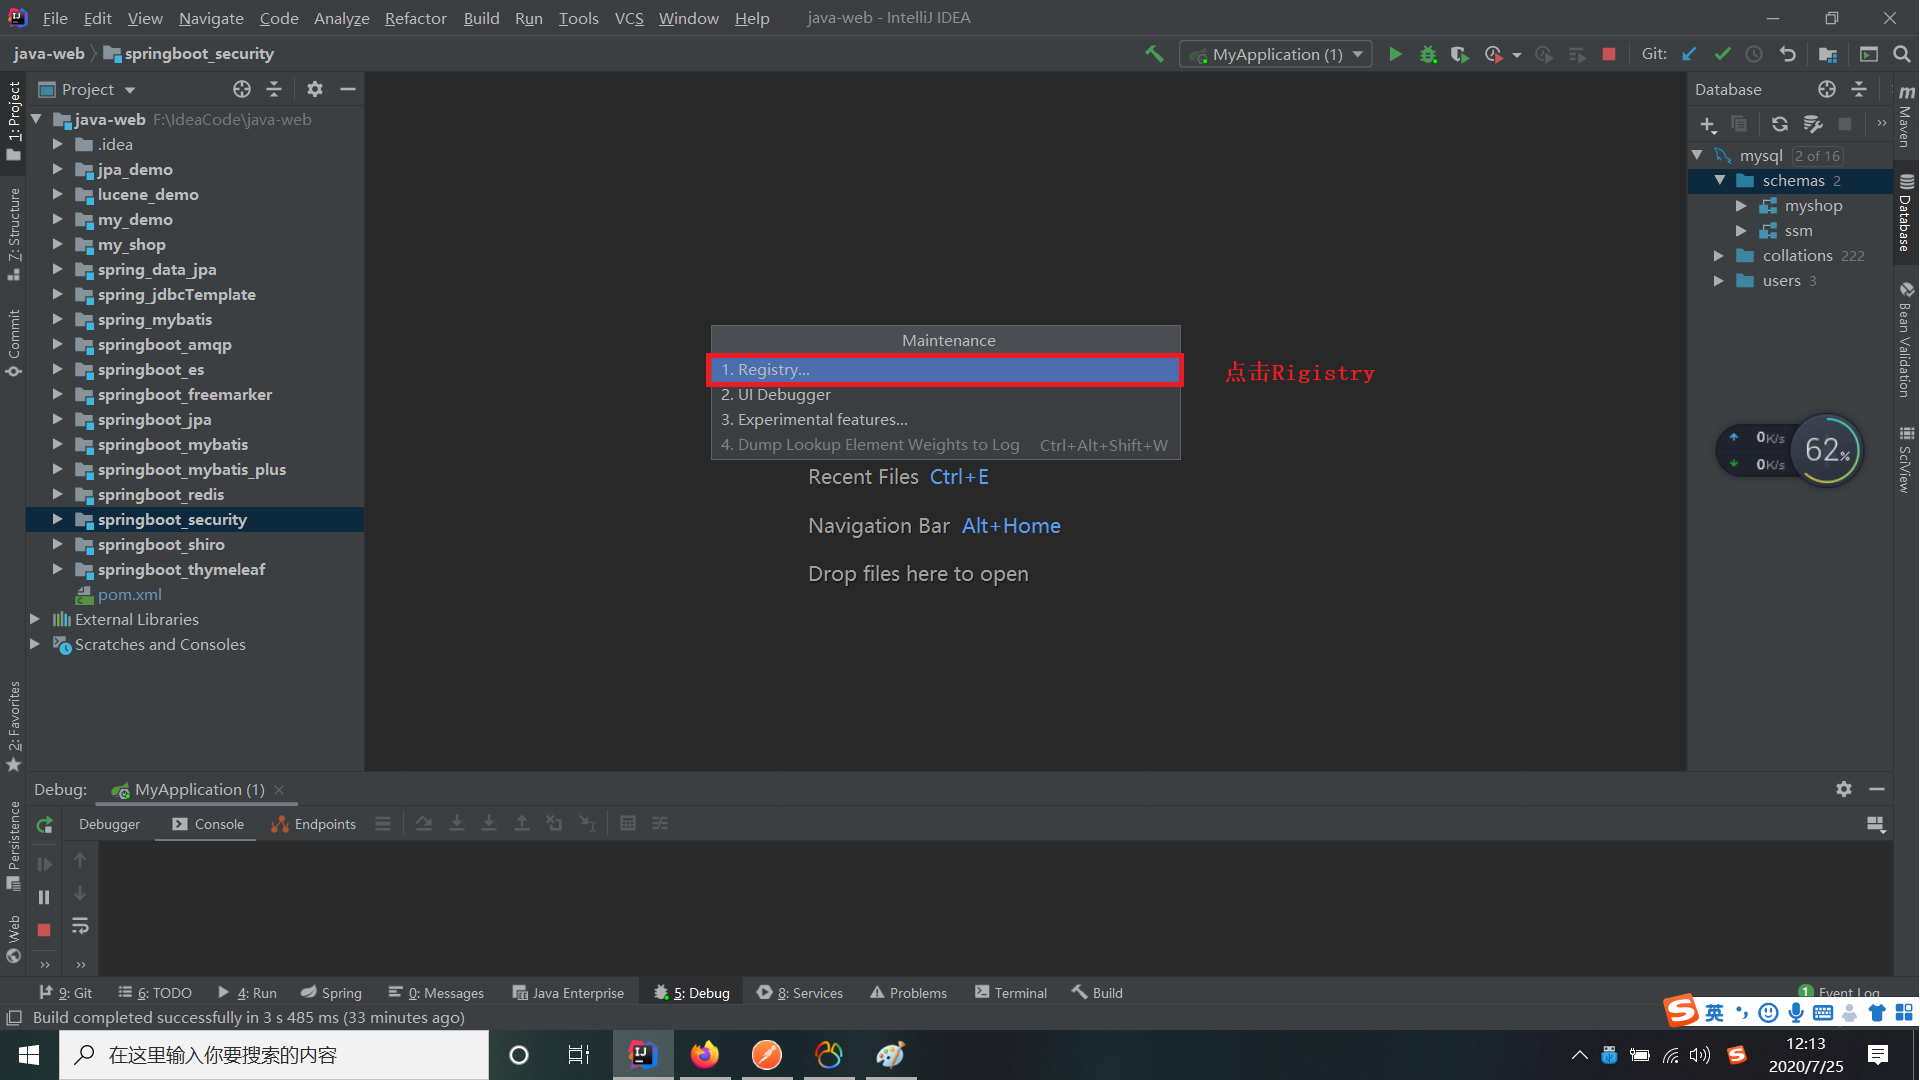 File Edit View Navigate Code Analyze Refactor Build Run Tools VCS Window Help java-web - IntelliJ IDEA
java-web springboot_security MyApplication (1) Git:
Project
java-web F:\IdeaCode\java-web
.idea
jpa_demo
lucene_demo
my_demo
my_shop
spring_data_jpa
spring_jdbcTemplate
spring_mybatis
springboot_amqp
springboot_es
springboot_freemarker
springboot_jpa
springboot_mybatis
springboot_mybatis_plus
springboot_redis
springboot_security
springboot_shiro
springboot_thymeleaf
pom.xml
External Libraries
Scratches and Consoles
1: Project
7: Structure
Commit
2: Favorites
Persistence
Web
Maintenance
1. Registry...
2. UI Debugger
3. Experimental features...
4. Dump Lookup Element Weights to Log Ctrl+Alt+Shift+W
点击Rigistry
Recent Files Ctrl+E
Navigation Bar Alt+Home
Drop files here to open
Database
mysql 2 of 16
schemas 2
myshop
ssm
collations 222
users 3
Maven
Database
Bean Validation
SciView
0K/s
0K/s
62%
Debug: MyApplication (1)
Debugger Console Endpoints
9: Git 6: TODO 4: Run Spring 0: Messages Java Enterprise 5: Debug 8: Services Problems Terminal Build 1 Event Log
Build completed successfully in 3 s 485 ms (33 minutes ago)
英
在这里输入你要搜索的内容
12:13
2020/7/25